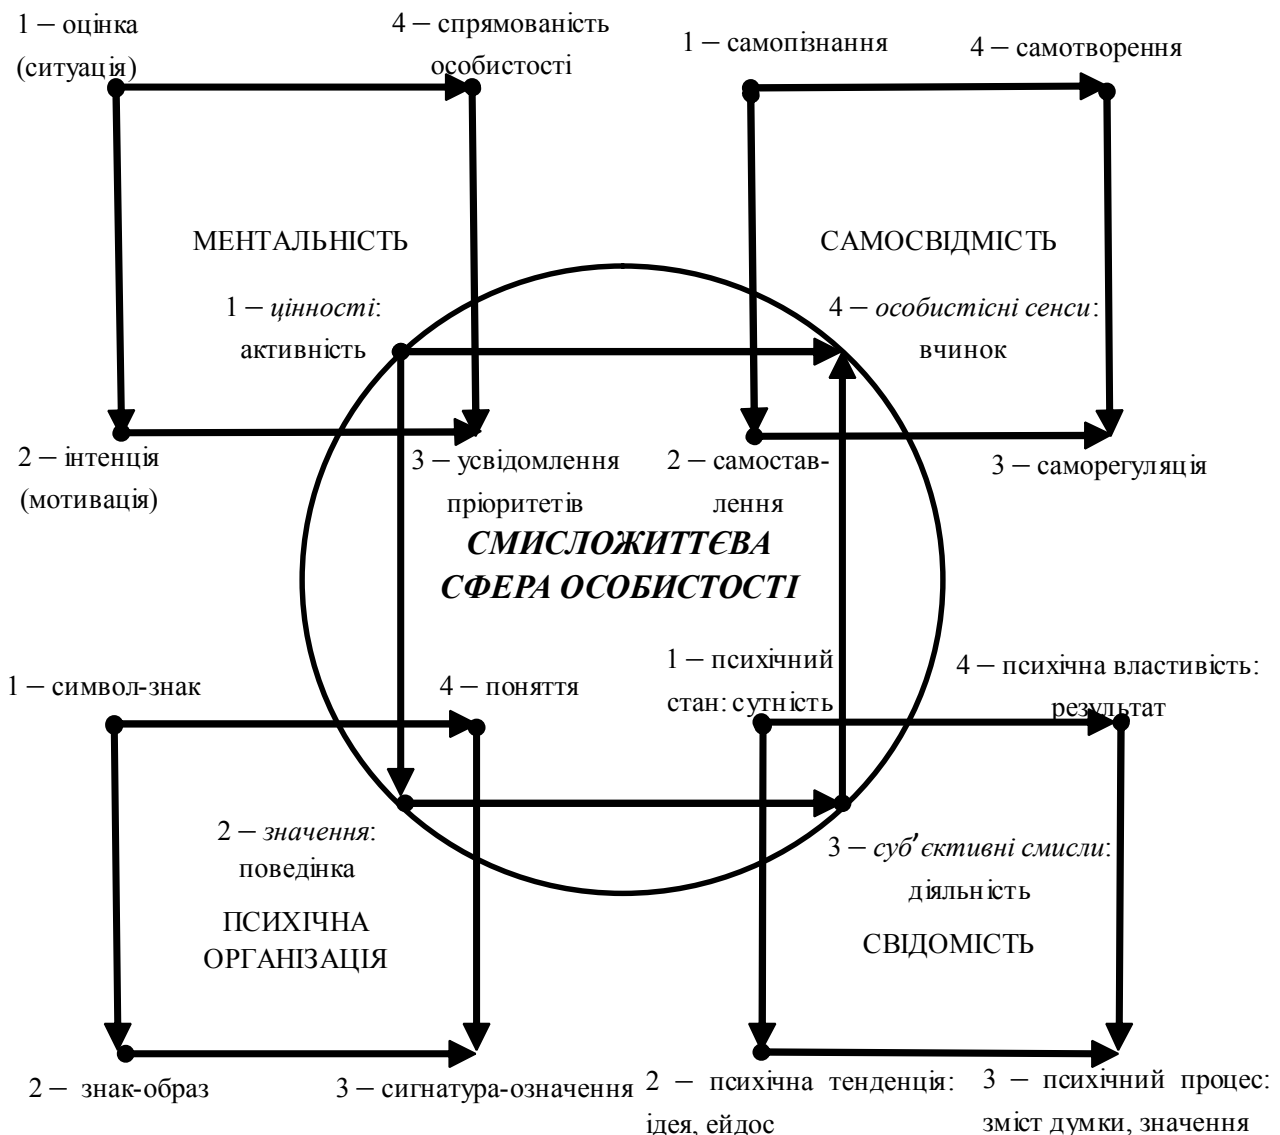 1 – оцінка
(ситуація)
4 – спрямованість
особистості
1 – самопізнання
4 – самотворення
МЕНТАЛЬНІСТЬ
САМОСВІДМІСТЬ
1 – цінності:
активність
4 – особистісні сенси:
вчинок
2 – інтенція
(мотивація)
3 – усвідомлення
пріоритетів
2 – самостав-
лення
3 – саморегуляція
СМИСЛОЖИТТЄВА
СФЕРА ОСОБИСТОСТІ
1 – символ-знак
4 – поняття
1 – психічний
стан: сутність
4 – психічна властивість:
результат
2 – значення:
поведінка
ПСИХІЧНА
ОРГАНІЗАЦІЯ
3 – суб’єктивні смисли:
діяльність
СВІДОМІСТЬ
2 – знак-образ
3 – сигнатура-означення
2 – психічна тенденція:
ідея, ейдос
3 – психічний процес:
зміст думки, значення